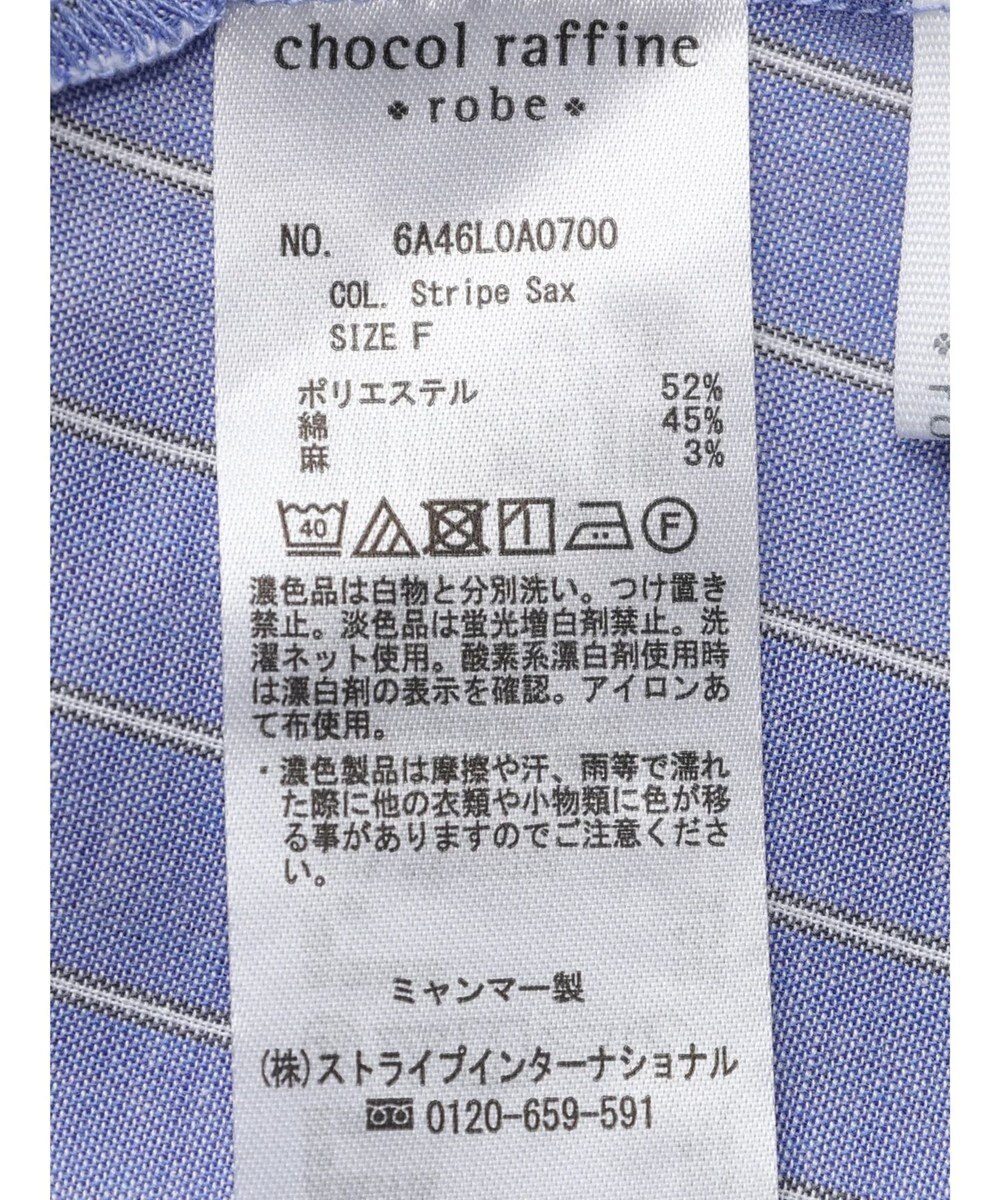 chocol raffine
robe
NO. 6A46L0A0700
COL. Stripe Sax
SIZE F
ポリエステル 52%
綿 45%
麻 3%
40 F
濃色品は白物と分別洗い。つけ置き
禁止。淡色品は蛍光増白剤禁止。洗
濯ネット使用。酸素系漂白剤使用時
は漂白剤の表示を確認。アイロンあ
て布使用。
・濃色製品は摩擦や汗、雨等で濡れ
た際に他の衣類や小物類に色が移
る事がありますのでご注意くださ
い。
ミャンマー製
(株)ストライプインターナショナル
0120-659-591